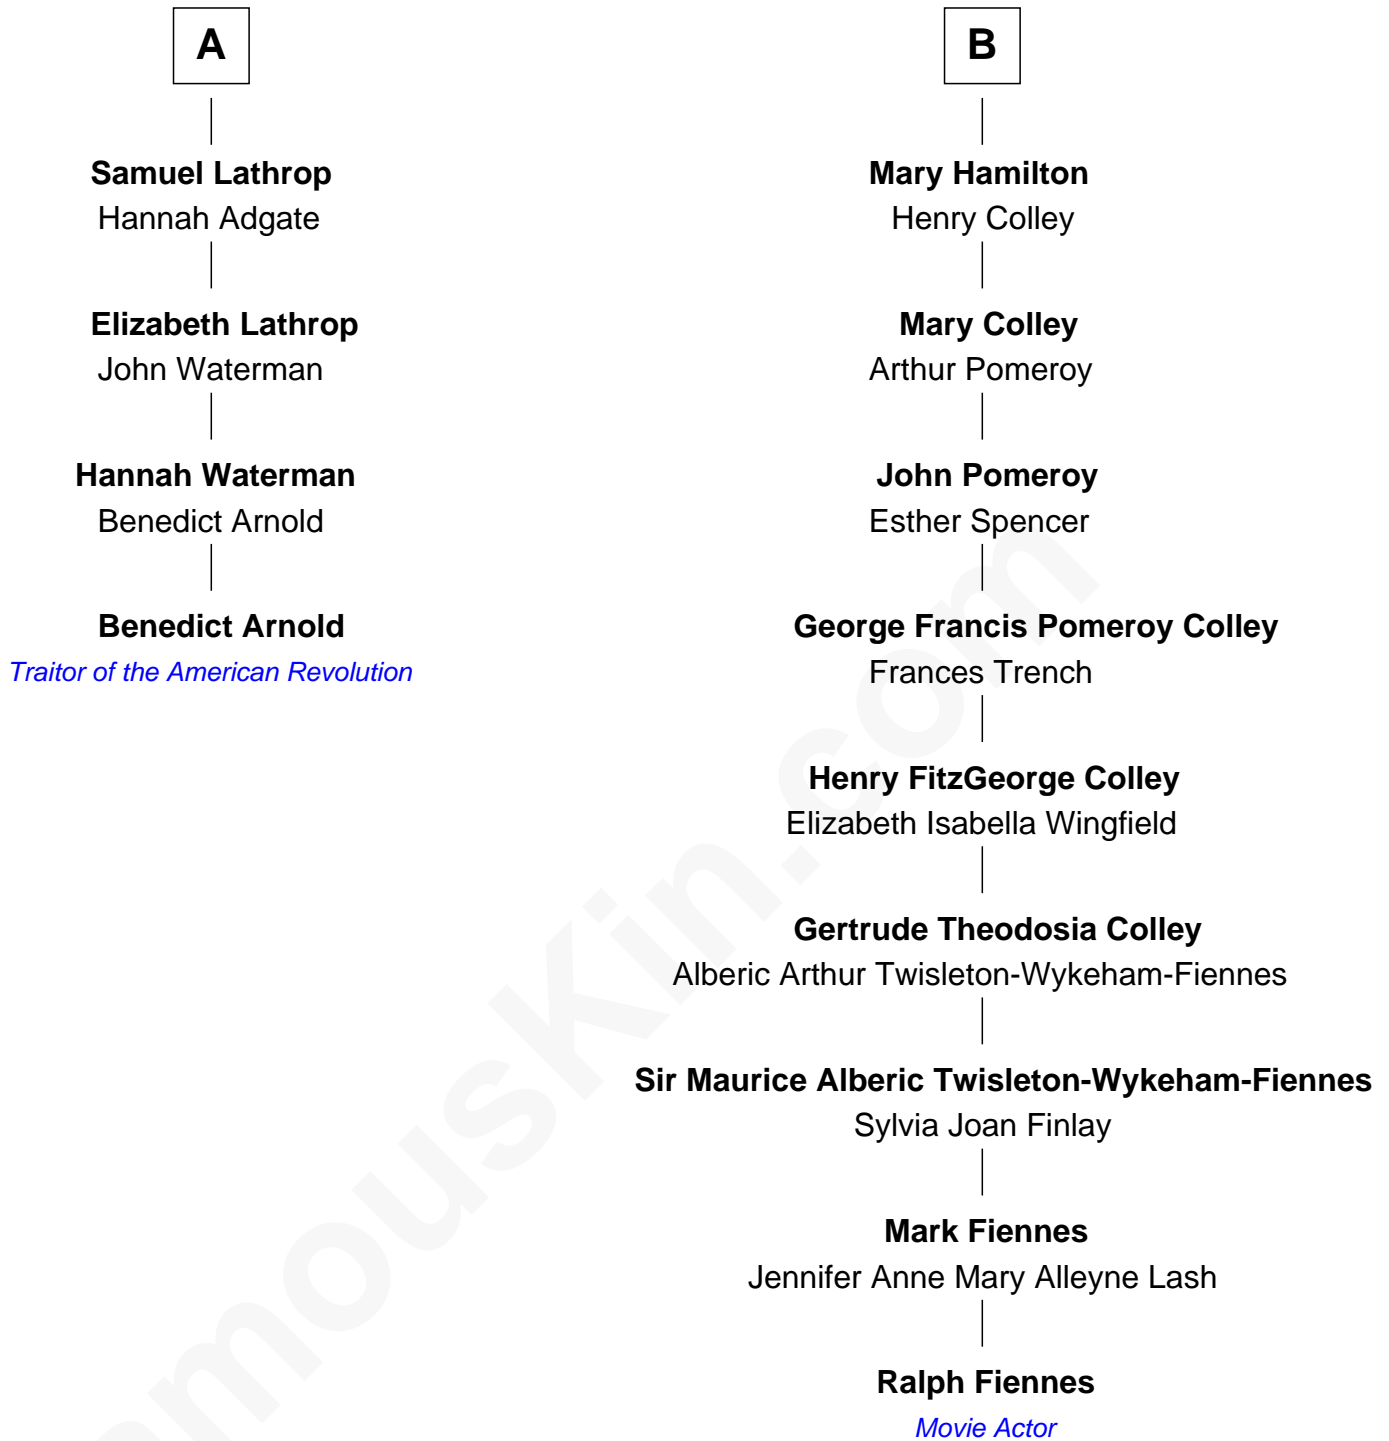 A
Samuel Lathrop
Hannah Adgate
Elizabeth Lathrop
John Waterman
Hannah Waterman
Benedict Arnold
Benedict Arnold
Traitor of the American Revolution
B
Mary Hamilton
Henry Colley
Mary Colley
Arthur Pomeroy
John Pomeroy
Esther Spencer
George Francis Pomeroy Colley
Frances Trench
Henry FitzGeorge Colley
Elizabeth Isabella Wingfield
Gertrude Theodosia Colley
Alberic Arthur Twisleton-Wykeham-Fiennes
Sir Maurice Alberic Twisleton-Wykeham-Fiennes
Sylvia Joan Finlay
Mark Fiennes
Jennifer Anne Mary Alleyne Lash
Ralph Fiennes
Movie Actor
amousKin.com